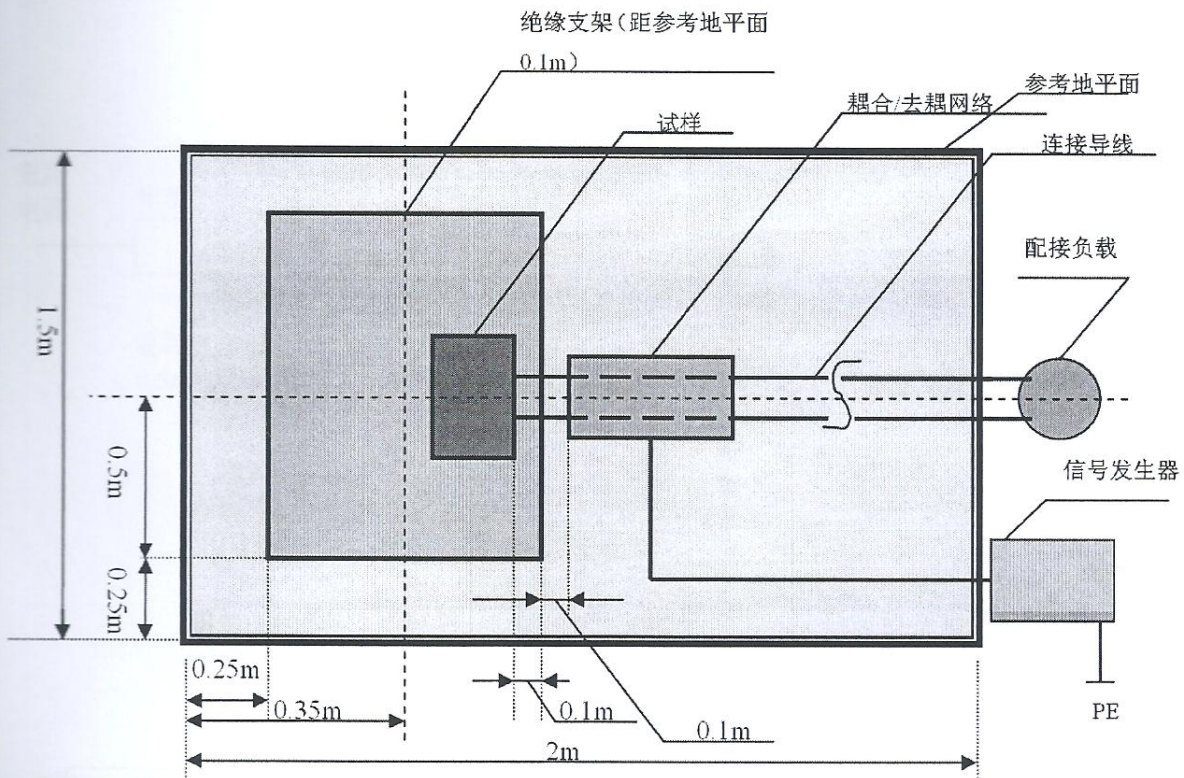 绝缘支架(距参考地平面
0.1m)
参考地平面
耦合/去耦网络
试样
连接导线
配接负载
1.5m
0.5m
信号发生器
0.25m
0.25m
0.35m
0.1m
0.1m
PE
2m